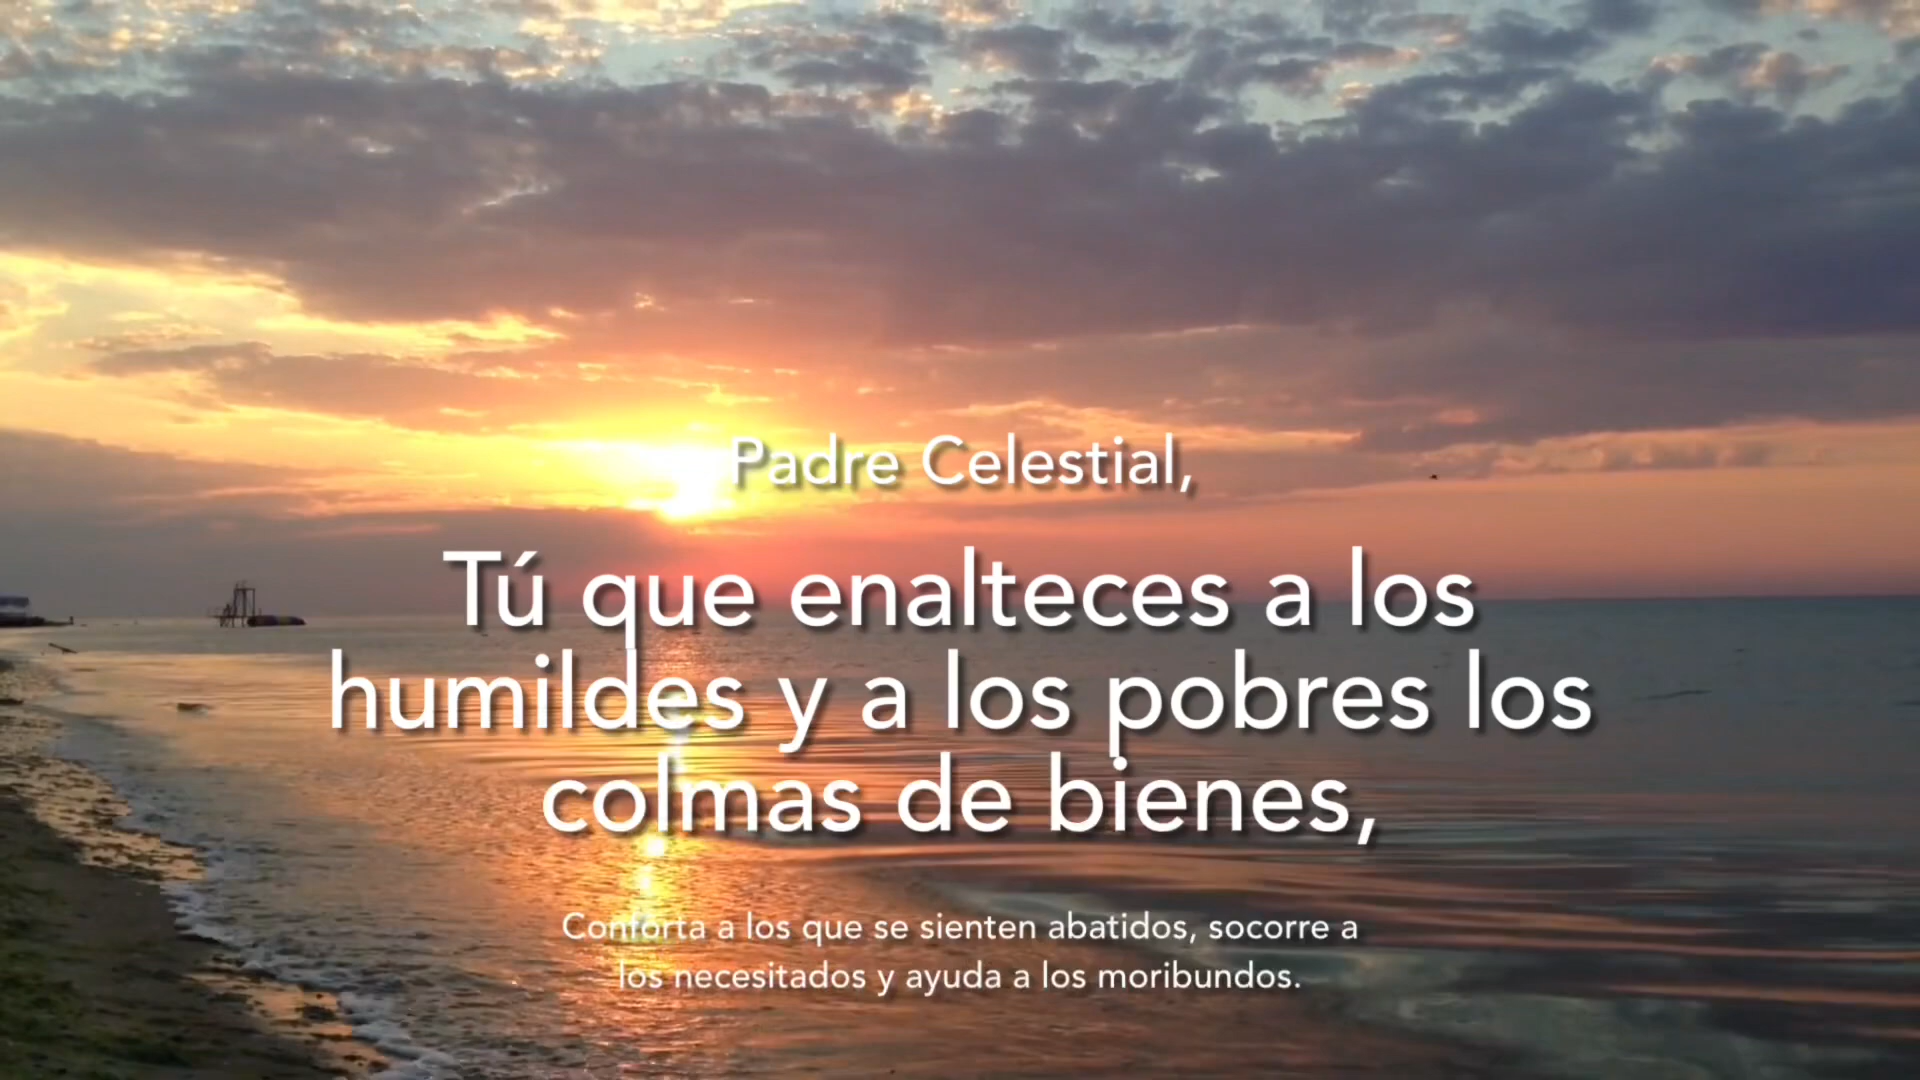 Padre Celestial,
Tú que enalteces a los
humildes y a los pobres los
colmas de bienes,
Conforta a los que se sienten abatidos, socorre a
los necesitados y ayuda a los moribundos.